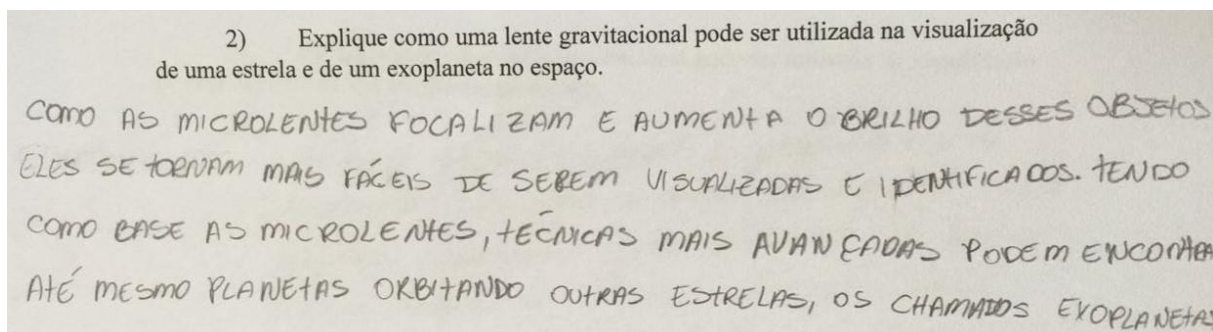 2) Explique como uma lente gravitacional pode ser utilizada na visualização
de uma estrela e de um exoplaneta no espaço.
COMO AS MICROLENTES FOCALIZAM E AUMENTA O BRILHO DESSES OBJETOS
ELES SE TORNAM MAIS FÁCEIS DE SEREM VISUALIZADAS E IDENTIFICADOS. TENDO
COMO BASE AS MICROLENTES, TÉCNICAS MAIS AVANÇADAS PODEM ENCONTRA
ATÉ MESMO PLANETAS ORBITANDO OUTRAS ESTRELAS, OS CHAMADOS EXOPLANETAS